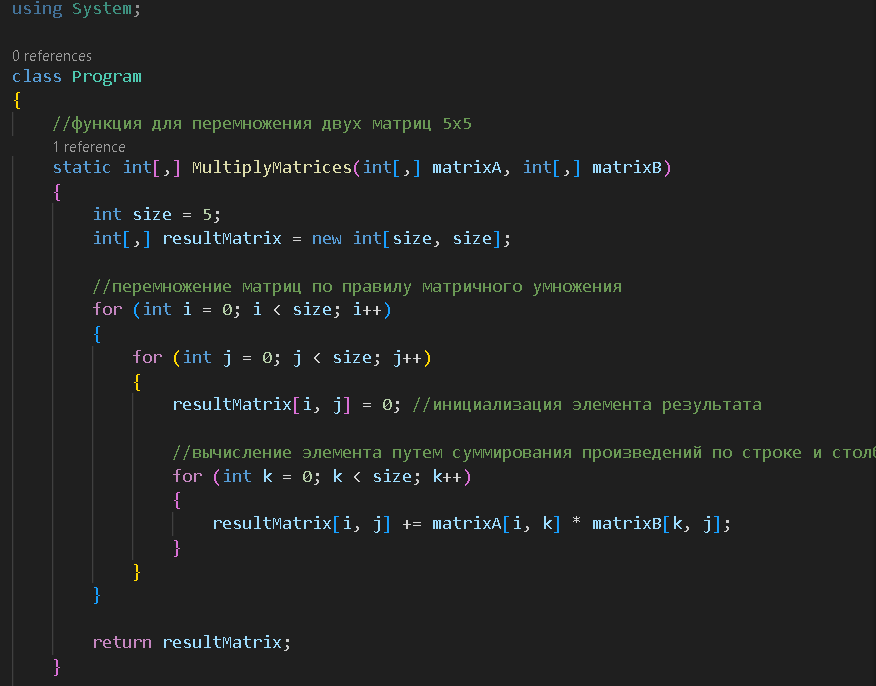 using System;
0 references
class Program
{
//функция для перемножения двух матриц 5x5
1 reference
static int[,] MultiplyMatrices(int[,] matrixA, int[,] matrixB)
{
int size = 5;
int[,] resultMatrix = new int[size, size];
//перемножение матриц по правилу матричного умножения
for (int i = 0; i < size; i++)
{
for (int j = 0; j < size; j++)
{
resultMatrix[i, j] = 0; //инициализация элемента результата
//вычисление элемента путем суммирования произведений по строке и
for (int k = 0; k < size; k++)
{
resultMatrix[i, j] += matrixA[i, k] * matrixB[k, j];
}
}
}
return resultMatrix;
}